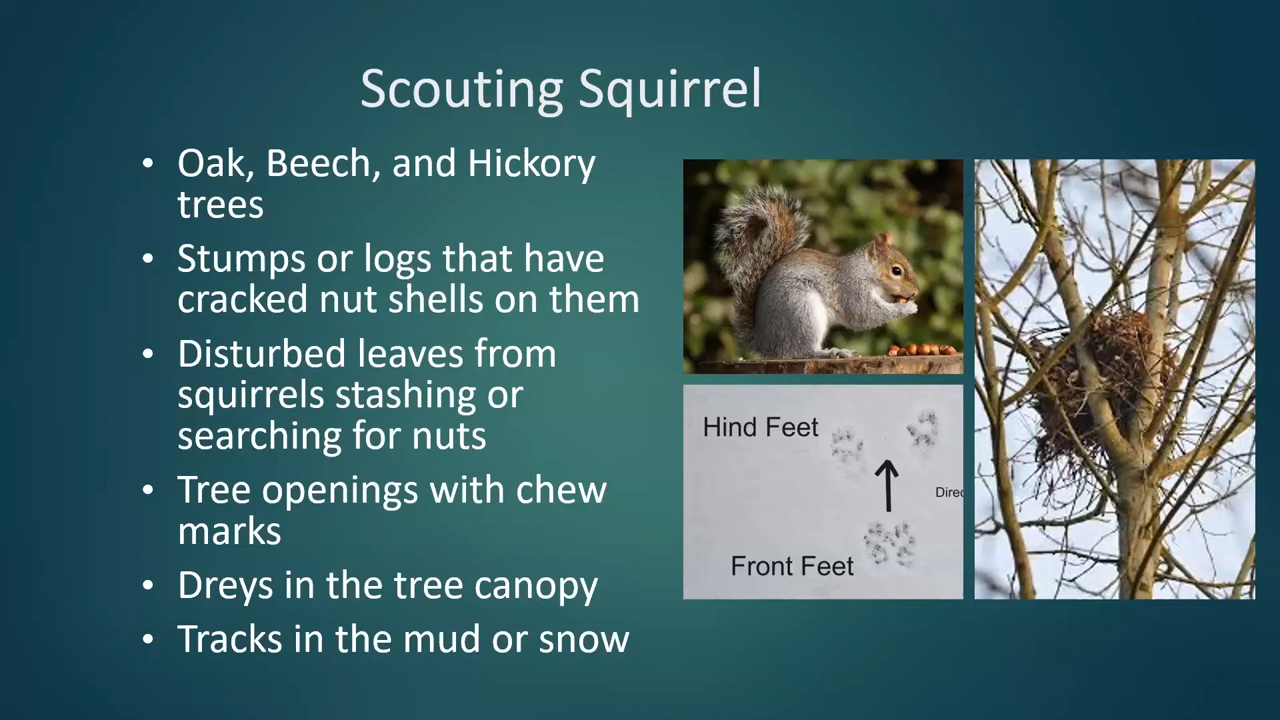 Scouting Squirrel
• Oak, Beech, and Hickory
trees
• Stumps or logs that have
cracked nut shells on them
• Disturbed leaves from
squirrels stashing or
searching for nuts
• Tree openings with chew
marks
• Dreys in the tree canopy
• Tracks in the mud or snow
Hind Feet
Direc
Front Feet